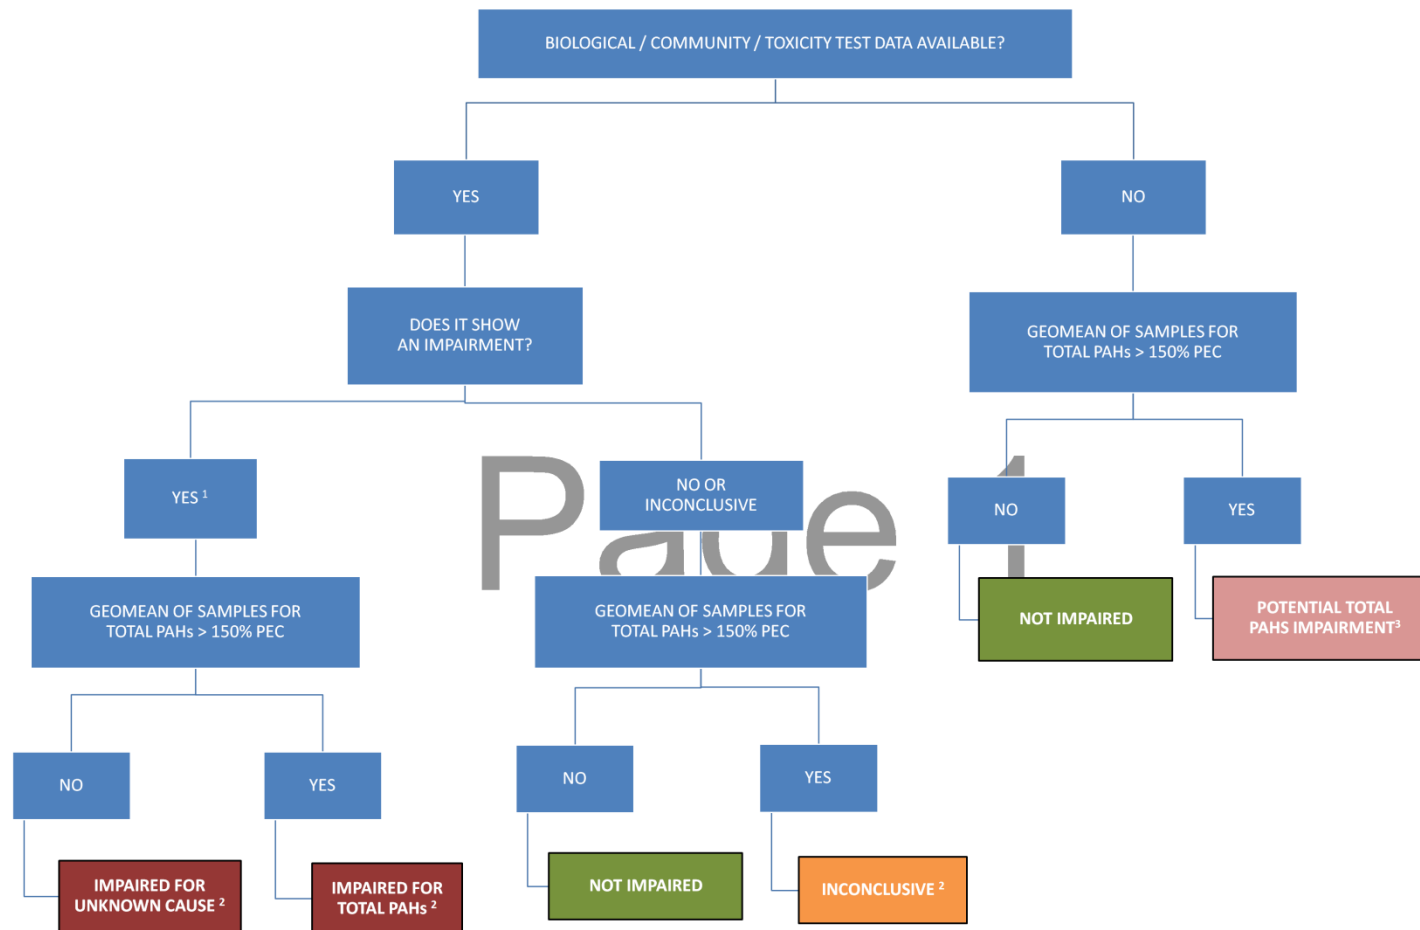 BIOLOGICAL / COMMUNITY / TOXICITY TEST DATA AVAILABLE?
YES
NO
DOES IT SHOW
AN IMPAIRMENT?
GEOMEAN OF SAMPLES FOR
TOTAL PAHs > 150% PEC
YES ¹
NO OR
INCONCLUSIVE
NO
YES
Page 1
GEOMEAN OF SAMPLES FOR
TOTAL PAHs > 150% PEC
GEOMEAN OF SAMPLES FOR
TOTAL PAHs > 150% PEC
NOT IMPAIRED
POTENTIAL TOTAL
PAHS IMPAIRMENT³
NO
YES
NO
YES
IMPAIRED FOR
UNKNOWN CAUSE ²
IMPAIRED FOR
TOTAL PAHs ²
NOT IMPAIRED
INCONCLUSIVE ²